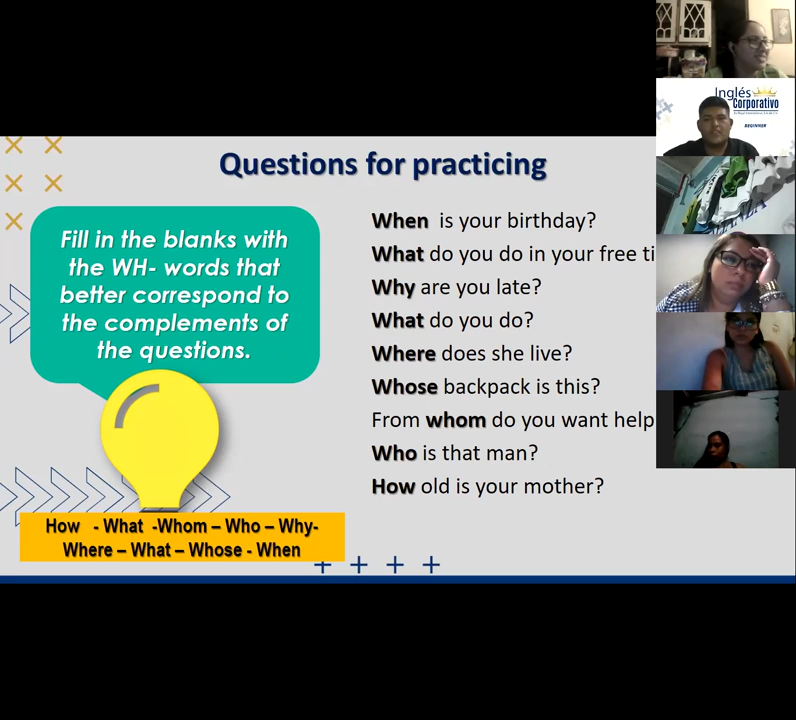 Questions for practicing
Fill in the blanks with
the WH- words that
better correspond to
the complements of
the questions.
When is your birthday?
What do you do in your free ti
Why are you late?
What do you do?
Where does she live?
Whose backpack is this?
From whom do you want help
Who is that man?
How old is your mother?
How - What -Whom – Who – Why-
Where – What – Whose - When
Inglés
Corporativo
BEGINNER